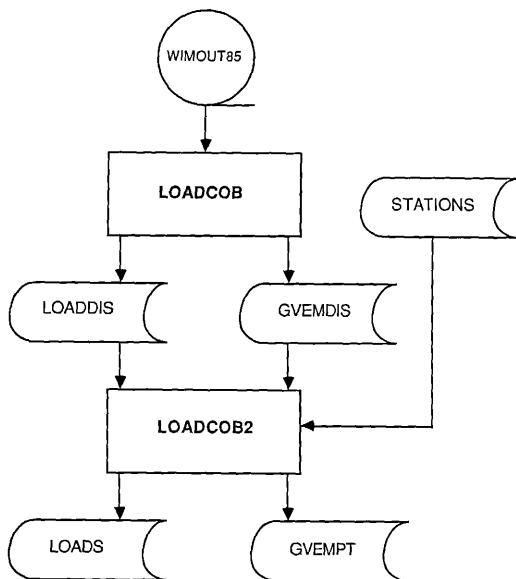 WIMOUT85
LOADCOB
STATIONS
LOADDIS
GVEMDIS
LOADCOB2
LOADS
GVEMPT